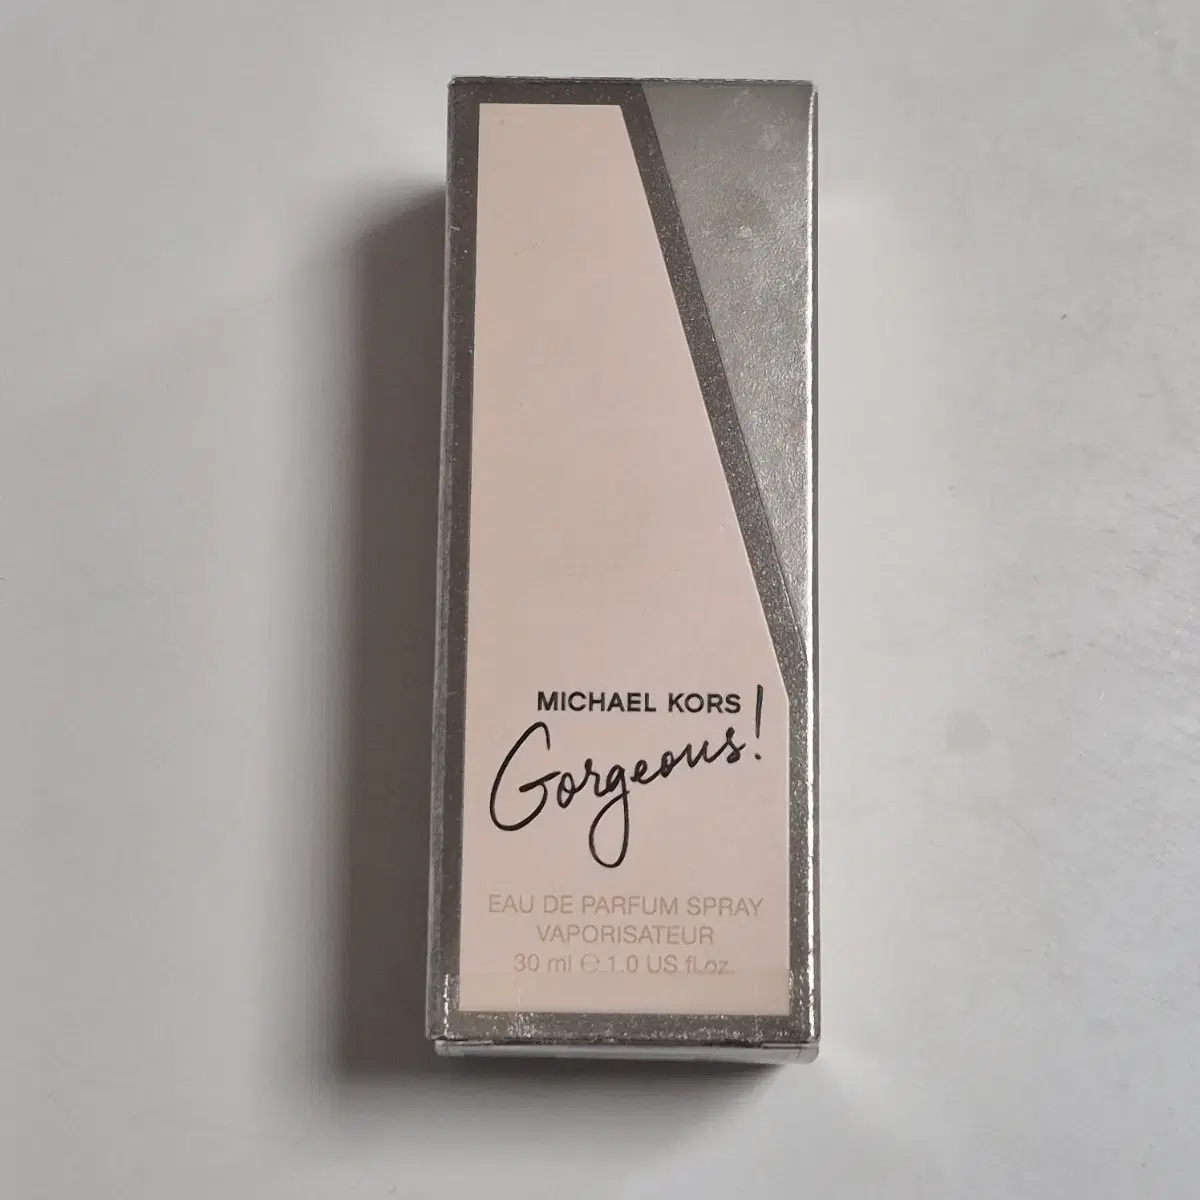 MICHAEL KORS
Gorgeous!
EAU DE PARFUM SPRAY
VAPORISATEUR
30 ml ℮ 1.0 US fl.oz.